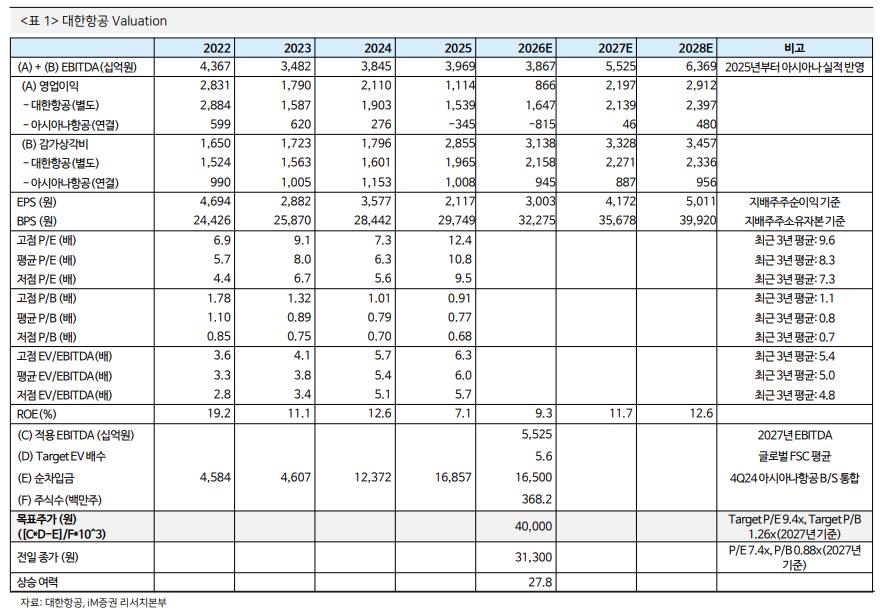 <표 1> 대한항공 Valuation
2022 2023 2024 2025 2026E 2027E 2028E 비고
(A) + (B) EBITDA(십억원) 4,367 3,482 3,845 3,969 3,867 5,525 6,369 2025년부터 아시아나 실적 반영
(A) 영업이익 2,831 1,790 2,110 1,114 866 2,197 2,912
- 대한항공(별도) 2,884 1,587 1,903 1,539 1,647 2,139 2,397
- 아시아나항공(연결) 599 620 276 -345 -815 46 480
(B) 감가상각비 1,650 1,723 1,796 2,855 3,138 3,328 3,457
- 대한항공(별도) 1,524 1,563 1,601 1,965 2,158 2,271 2,336
- 아시아나항공(연결) 990 1,005 1,153 1,008 945 887 956
EPS (원) 4,694 2,882 3,577 2,117 3,003 4,172 5,011 지배주주순이익 기준
BPS (원) 24,426 25,870 28,442 29,749 32,275 35,678 39,920 지배주주소유자본 기준
고점 P/E (배) 6.9 9.1 7.3 12.4 최근 3년 평균: 9.6
평균 P/E (배) 5.7 8.0 6.3 10.8 최근 3년 평균: 8.3
저점 P/E (배) 4.4 6.7 5.6 9.5 최근 3년 평균: 7.3
고점 P/B (배) 1.78 1.32 1.01 0.91 최근 3년 평균: 1.1
평균 P/B (배) 1.10 0.89 0.79 0.77 최근 3년 평균: 0.8
저점 P/B (배) 0.85 0.75 0.70 0.68 최근 3년 평균: 0.7
고점 EV/EBITDA(배) 3.6 4.1 5.7 6.3 최근 3년 평균: 5.4
평균 EV/EBITDA(배) 3.3 3.8 5.4 6.0 최근 3년 평균: 5.0
저점 EV/EBITDA(배) 2.8 3.4 5.1 5.7 최근 3년 평균: 4.8
ROE(%) 19.2 11.1 12.6 7.1 9.3 11.7 12.6
(C) 적용 EBITDA (십억원) 5,525 2027년 EBITDA
(D) Target EV 배수 5.6 글로벌 FSC 평균
(E) 순차입금 4,584 4,607 12,372 16,857 16,500 4Q24 아시아나항공 B/S 통합
(F) 주식수(백만주) 368.2
목표주가 (원)
([C*D-E]/F*10^3) 40,000 Target P/E 9.4x, Target P/B
1.26x(2027년 기준)
전일 종가 (원) 31,300 P/E 7.4x, P/B 0.88x(2027년
기준)
상승 여력 27.8
자료: 대한항공, iM증권 리서치본부